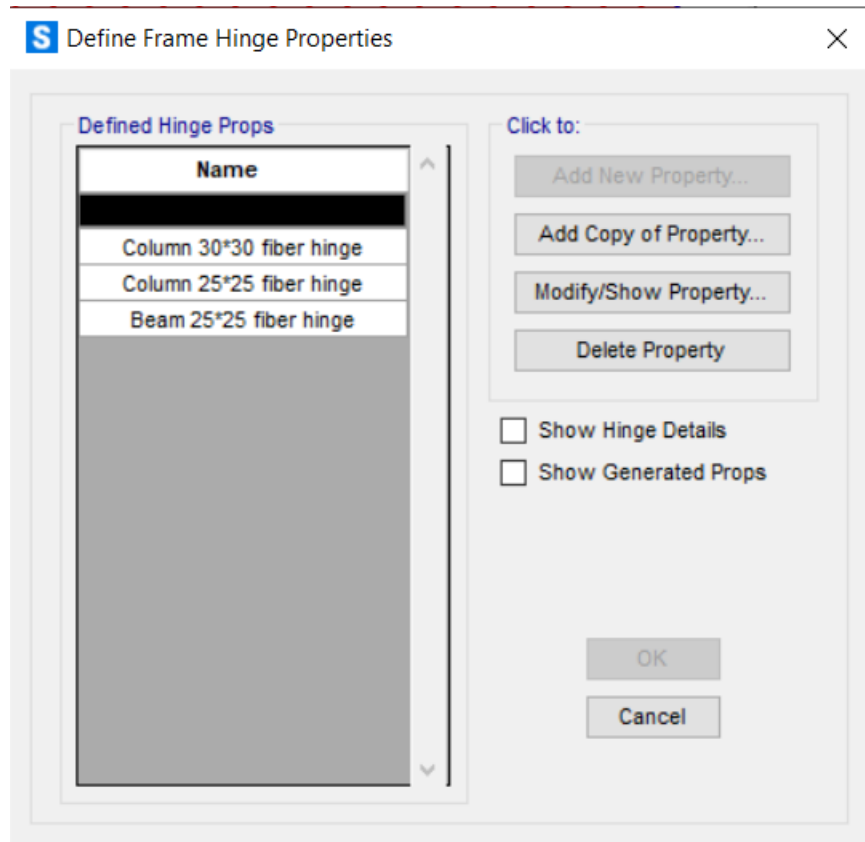 S Define Frame Hinge Properties
Defined Hinge Props
Name
Column 30*30 fiber hinge
Column 25*25 fiber hinge
Beam 25*25 fiber hinge
Click to:
Add New Property...
Add Copy of Property...
Modify/Show Property...
Delete Property
Show Hinge Details
Show Generated Props
OK
Cancel